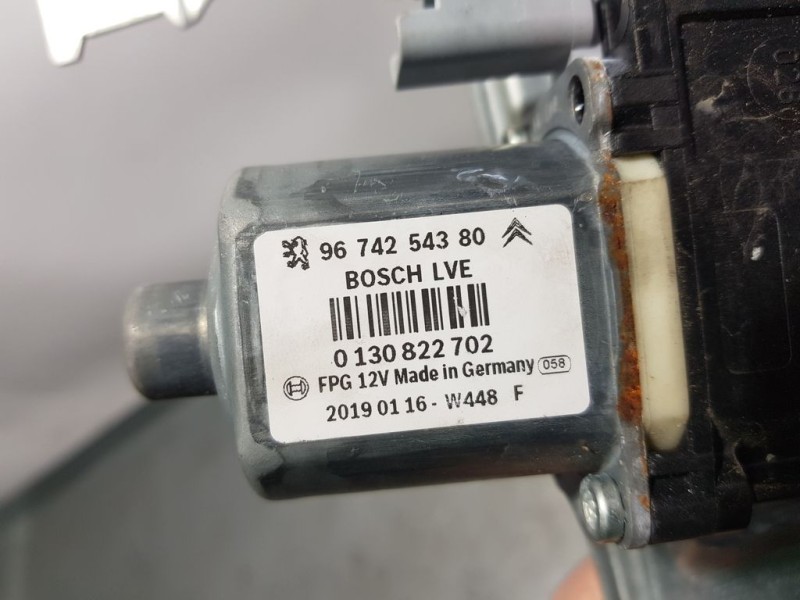 96 742 543 80
BOSCH LVE
0 130 822 702
FPG 12V Made in Germany 058
2019 01 16 - W448 F